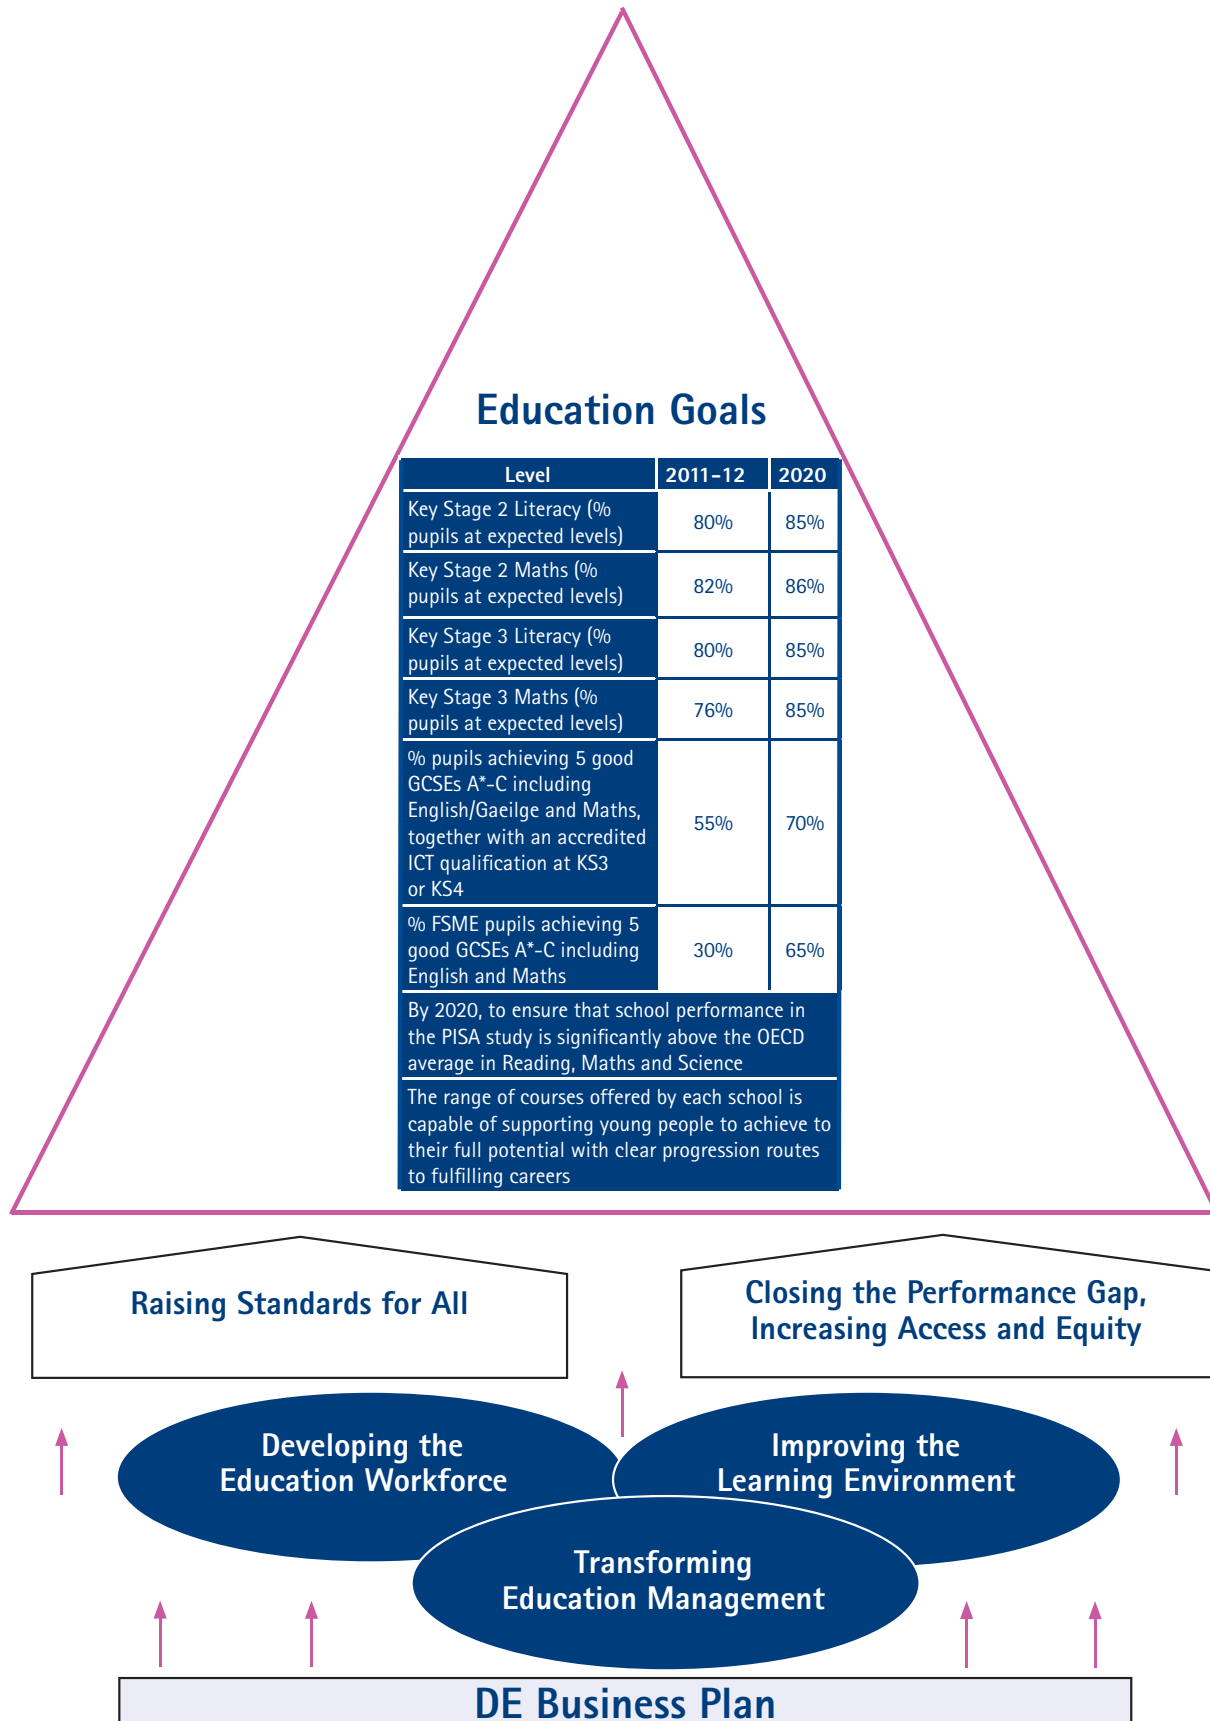 Education Goals
Level 2011-12 2020
Key Stage 2 Literacy (%
pupils at expected levels)
80% 85%
Key Stage 2 Maths (%
pupils at expected levels)
82% 86%
Key Stage 3 Literacy (%
pupils at expected levels)
80% 85%
Key Stage 3 Maths (%
pupils at expected levels)
76% 85%
% pupils achieving 5 good
GCSEs A*-C including
English/Gaeilge and Maths,
together with an accredited
ICT qualification at KS3
or KS4
55% 70%
% FSME pupils achieving 5
good GCSEs A*-C including
English and Maths
30% 65%
By 2020, to ensure that school performance in
the PISA study is significantly above the OECD
average in Reading, Maths and Science
The range of courses offered by each school is
capable of supporting young people to achieve to
their full potential with clear progression routes
to fulfilling careers
Raising Standards for All
Closing the Performance Gap,
Increasing Access and Equity
Developing the
Education Workforce
Improving the
Learning Environment
Transforming
Education Management
DE Business Plan